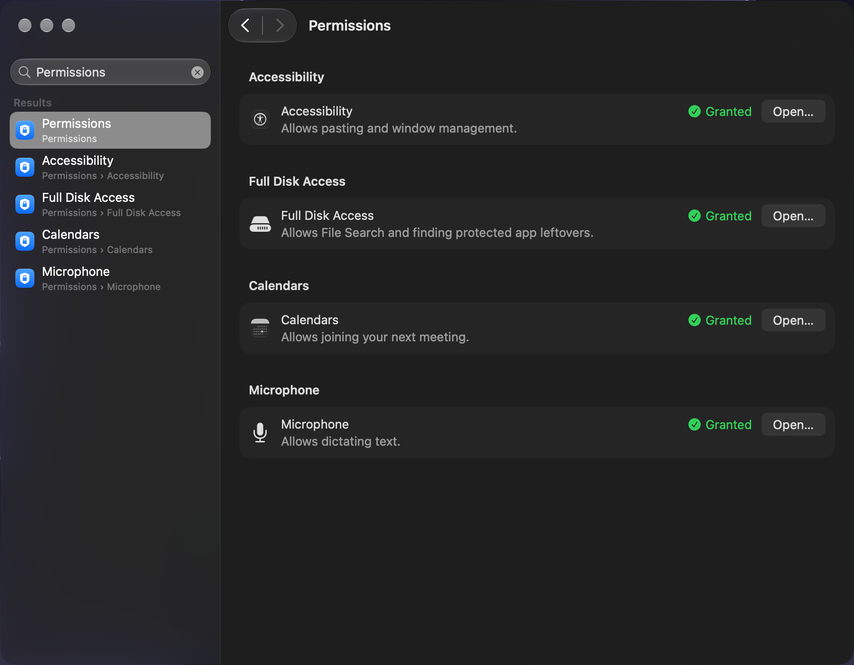 Permissions
Permissions
Results
Permissions
Permissions
Accessibility
Permissions › Accessibility
Full Disk Access
Permissions › Full Disk Access
Calendars
Permissions › Calendars
Microphone
Permissions › Microphone
Accessibility
Accessibility
Granted
Open...
Allows pasting and window management.
Full Disk Access
Full Disk Access
Granted
Open...
Allows File Search and finding protected app leftovers.
Calendars
Calendars
Granted
Open...
Allows joining your next meeting.
Microphone
Microphone
Granted
Open...
Allows dictating text.